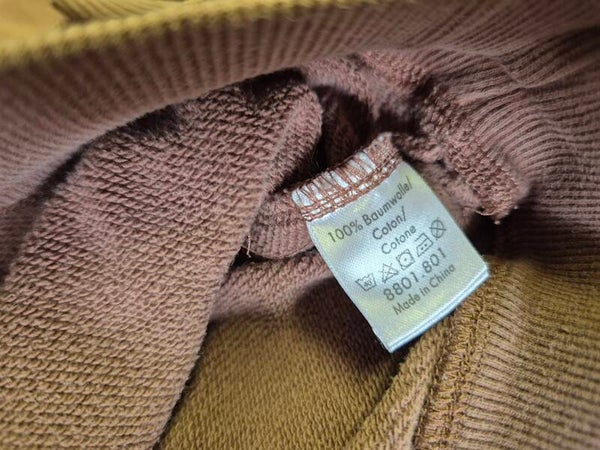 100% Baumwolle/
Coton/
Cotone
8801.801
Made in China